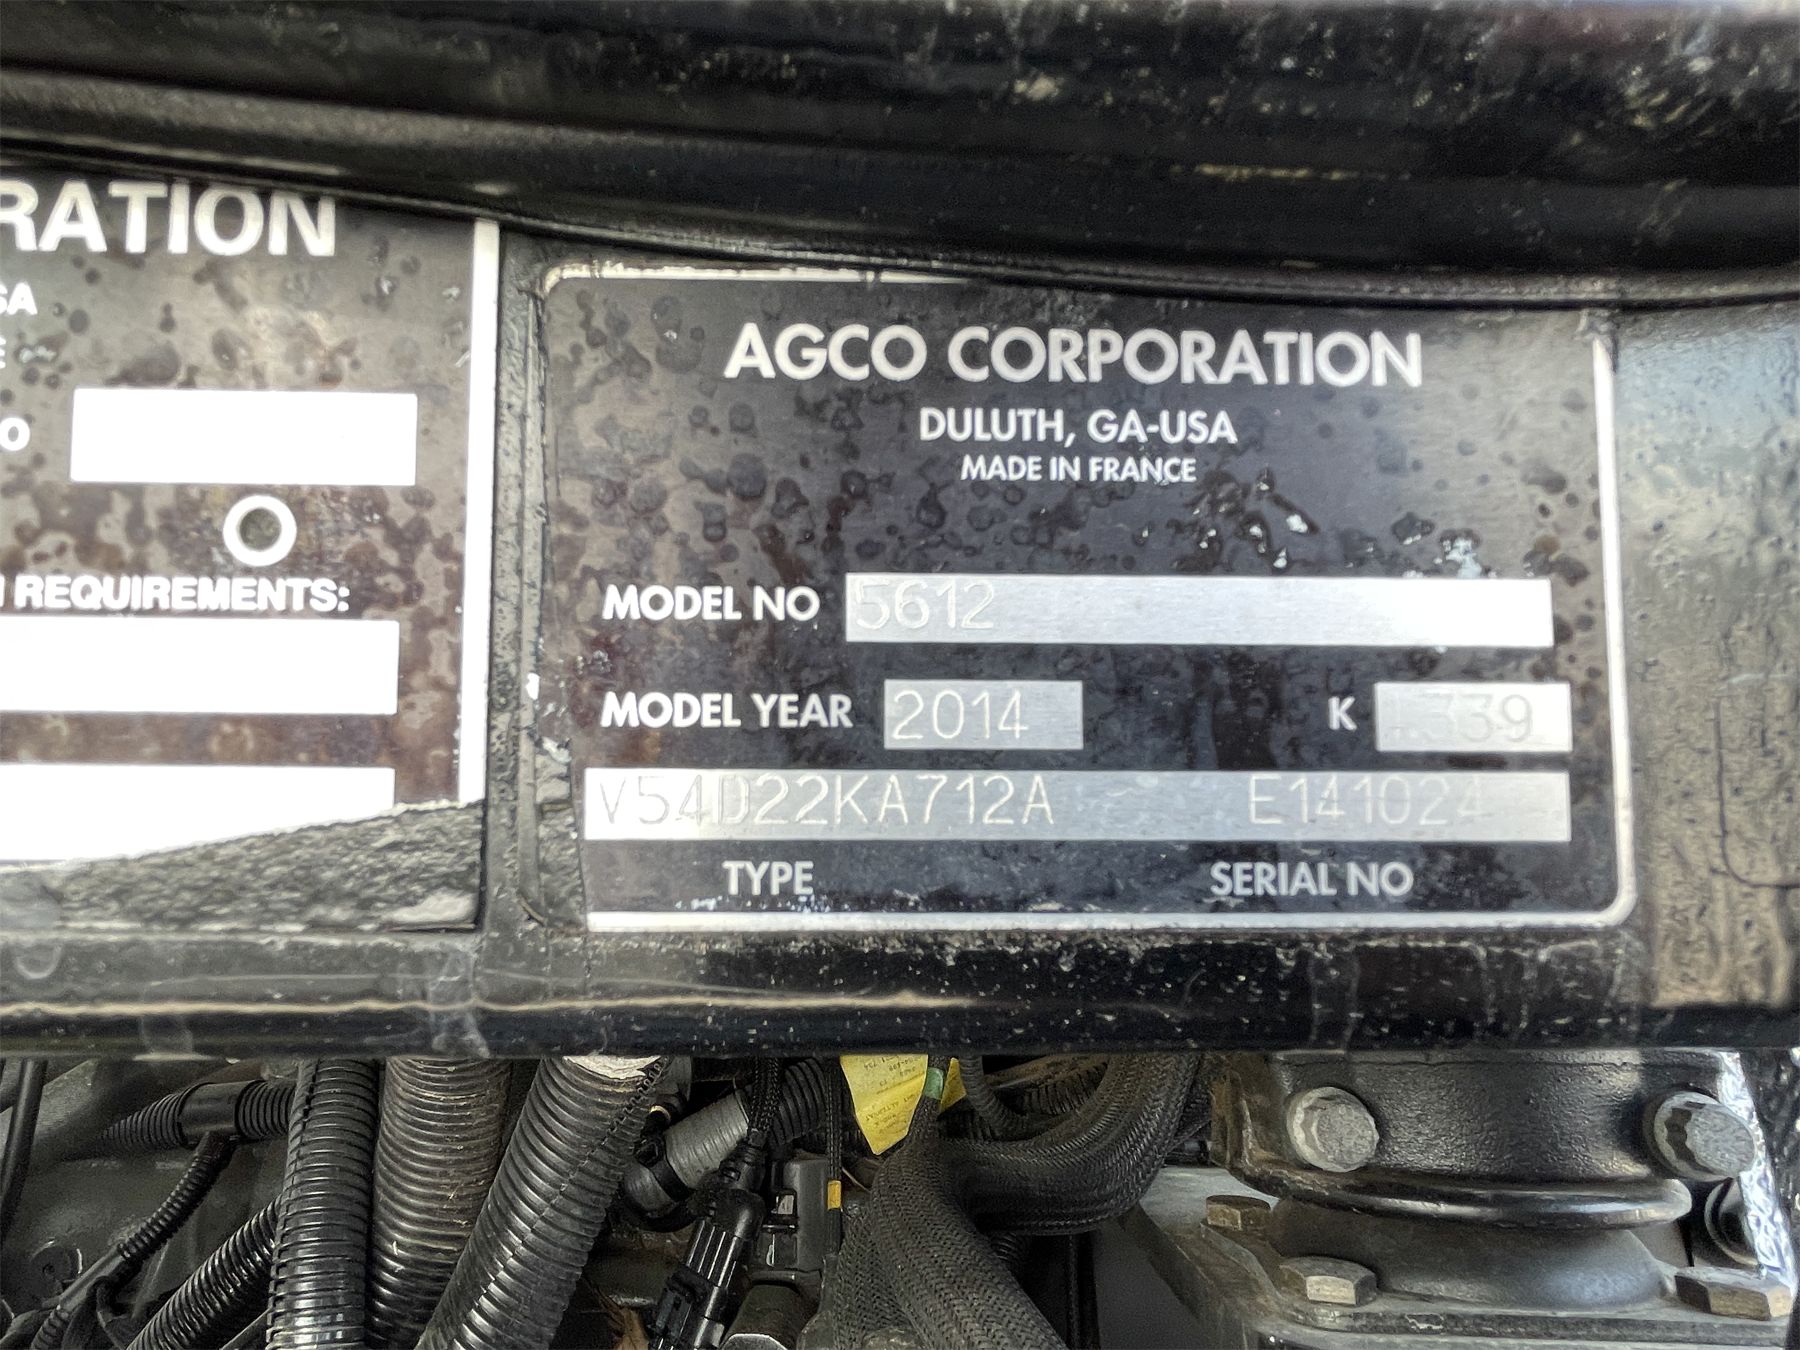 RATION
SA
E
O
REQUIREMENTS:
AGCO CORPORATION
DULUTH, GA-USA
MADE IN FRANCE
MODEL NO 5612
MODEL YEAR 2014 K
V54D22KA712A E141024
TYPE SERIAL NO